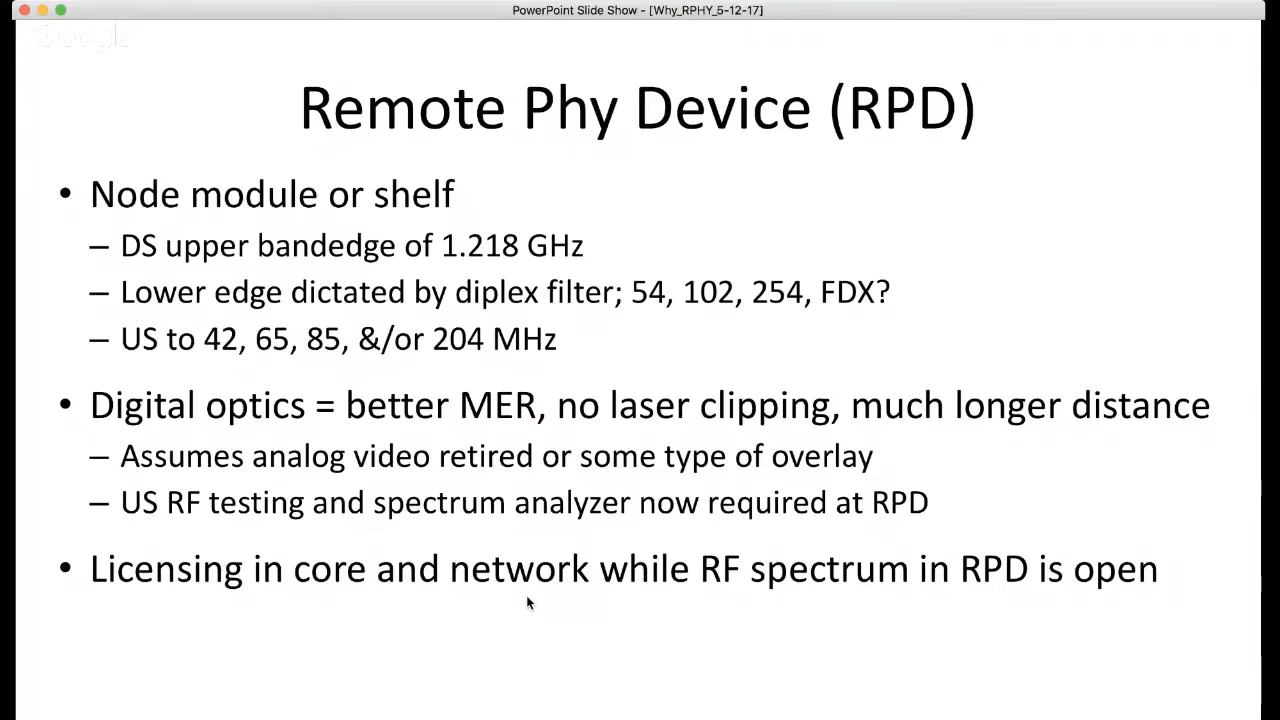 PowerPoint Slide Show - [Why_RPHY_5-12-17]
Google
Remote Phy Device (RPD)
• Node module or shelf
– DS upper bandedge of 1.218 GHz
– Lower edge dictated by diplex filter; 54, 102, 254, FDX?
– US to 42, 65, 85, &/or 204 MHz
• Digital optics = better MER, no laser clipping, much longer distance
– Assumes analog video retired or some type of overlay
– US RF testing and spectrum analyzer now required at RPD
• Licensing in core and network while RF spectrum in RPD is open